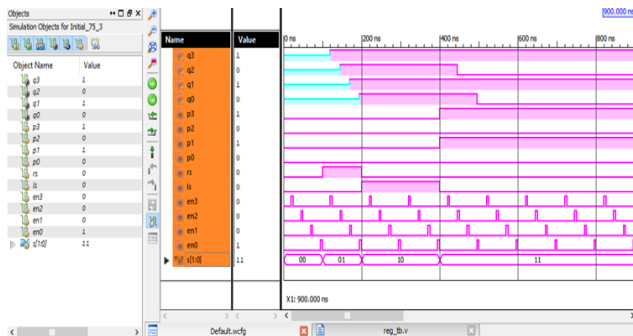 Objects
Simulation Objects for Initial_75_3
Object Name Value
q3 1
q2 0
q1 1
q0 0
p3 1
p2 0
p1 1
p0 0
rs 0
ls 0
en3 0
en2 0
en1 0
en0 1
s[1:0] 11
Name Value
q3 1
q2 0
q1 1
q0 0
p3 1
p2 0
p1 1
p0 0
rs 0
ls 0
en3 0
en2 0
en1 0
en0 1
s[1:0] 11
900.000 ns
0 ns 200 ns 400 ns 600 ns 800 ns
00 01 10 11
X1: 900.000 ns
Default.wcfg
reg_tb.v